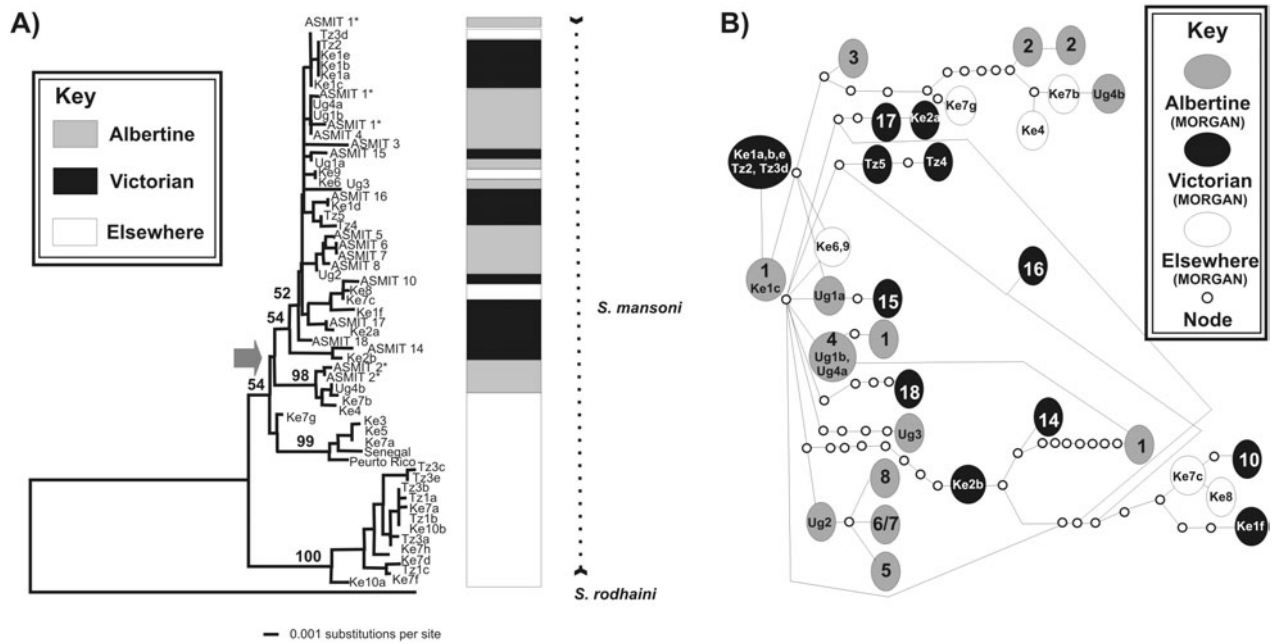 A)
Key
Albertine
Victorian
Elsewhere
ASMIT 1*
Tz3d
Tz2
Ke1e
Ke1b
Ke1a
Ke1c
ASMIT 1*
Ug4a
Ug1b
ASMIT 1*
ASMIT 4
ASMIT 3
ASMIT 15
Ug1a
Ke9
Ke6
Ug3
ASMIT 16
Ke1d
Tz5
Tz4
ASMIT 5
ASMIT 6
ASMIT 7
ASMIT 8
Ug2
ASMIT 10
Ke8
Ke7c
Ke1f
ASMIT 17
Ke2a
ASMIT 18
ASMIT 14
Ke2b
ASMIT 2*
ASMIT 2*
Ug4b
Ke7b
Ke4
Ke7g
Ke3
Ke5
Ke7a
Senegal
Peurto Rico
Tz3c
Tz3e
Tz3b
Tz1a
Ke7a
Tz1b
Ke10b
Tz3a
Ke7h
Ke7d
Tz1c
Ke7f
Ke10a
52
54
54
98
99
100
S. mansoni
S. rodhaini
0.001 substitutions per site
B)
3
2
2
Ke7g
Ke7b
Ug4b
Ke4
17
Ke2a
Ke1a,b,e
Tz2, Tz3d
Tz5
Tz4
Ke6,9
16
1
Ke1c
Ug1a
15
4
Ug1b,
Ug4a
1
18
Ug3
14
1
Ke2b
Ke7c
10
Ke8
Ke1f
8
Ug2
6/7
5
Key
Albertine
(MORGAN)
Victorian
(MORGAN)
Elsewhere
(MORGAN)
Node